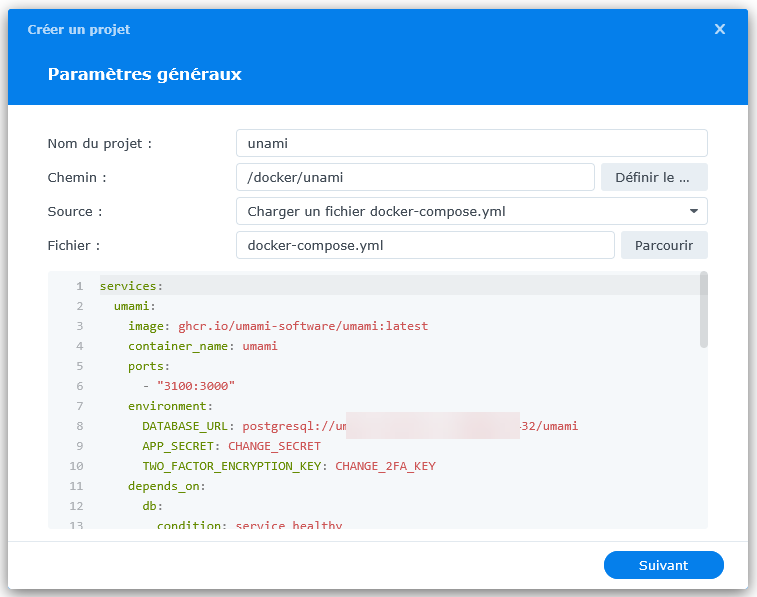 Créer un projet
Paramètres généraux
Nom du projet : unami
Chemin : /docker/unami Définir le ...
Source : Charger un fichier docker-compose.yml
Fichier : docker-compose.yml Parcourir
1 services:
2 umami:
3 image: ghcr.io/umami-software/umami:latest
4 container_name: umami
5 ports:
6 - "3100:3000"
7 environment:
8 DATABASE_URL: postgresql://um 32/umami
9 APP_SECRET: CHANGE_SECRET
10 TWO_FACTOR_ENCRYPTION_KEY: CHANGE_2FA_KEY
11 depends_on:
12 db:
13 condition: service_healthy
Suivant